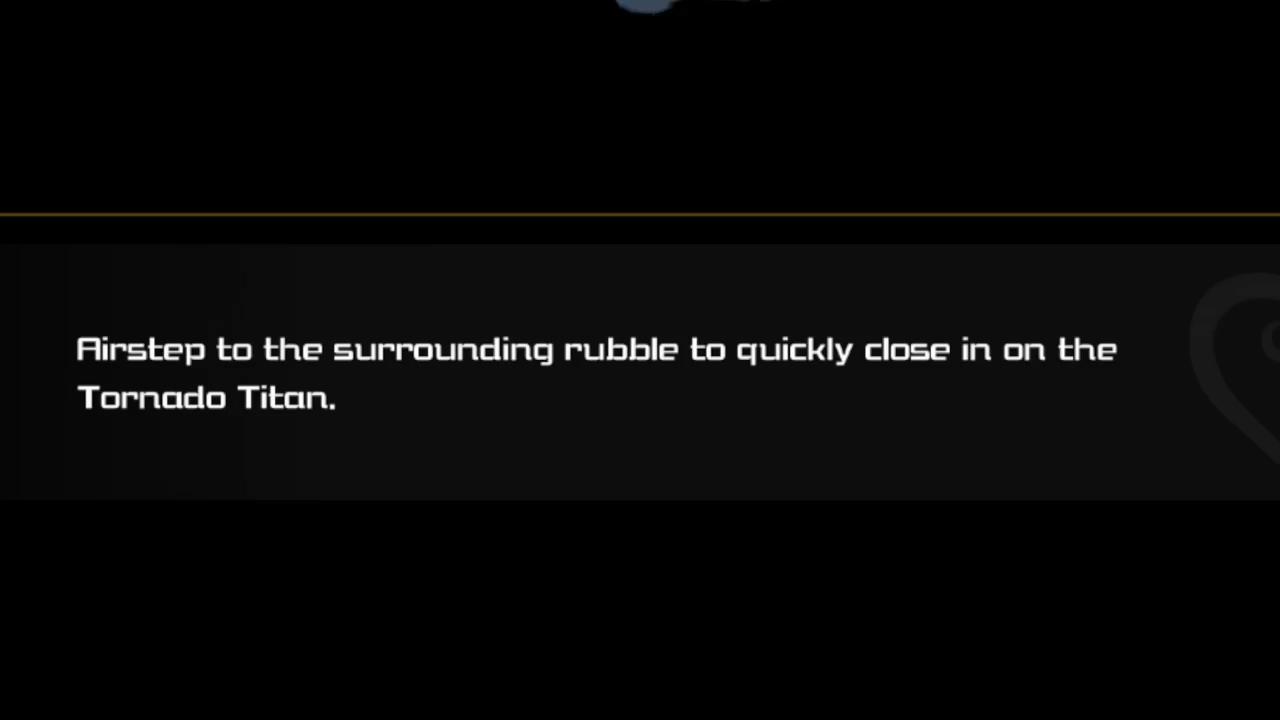 Airstep to the surrounding rubble to quickly close in on the
Tornado Titan.